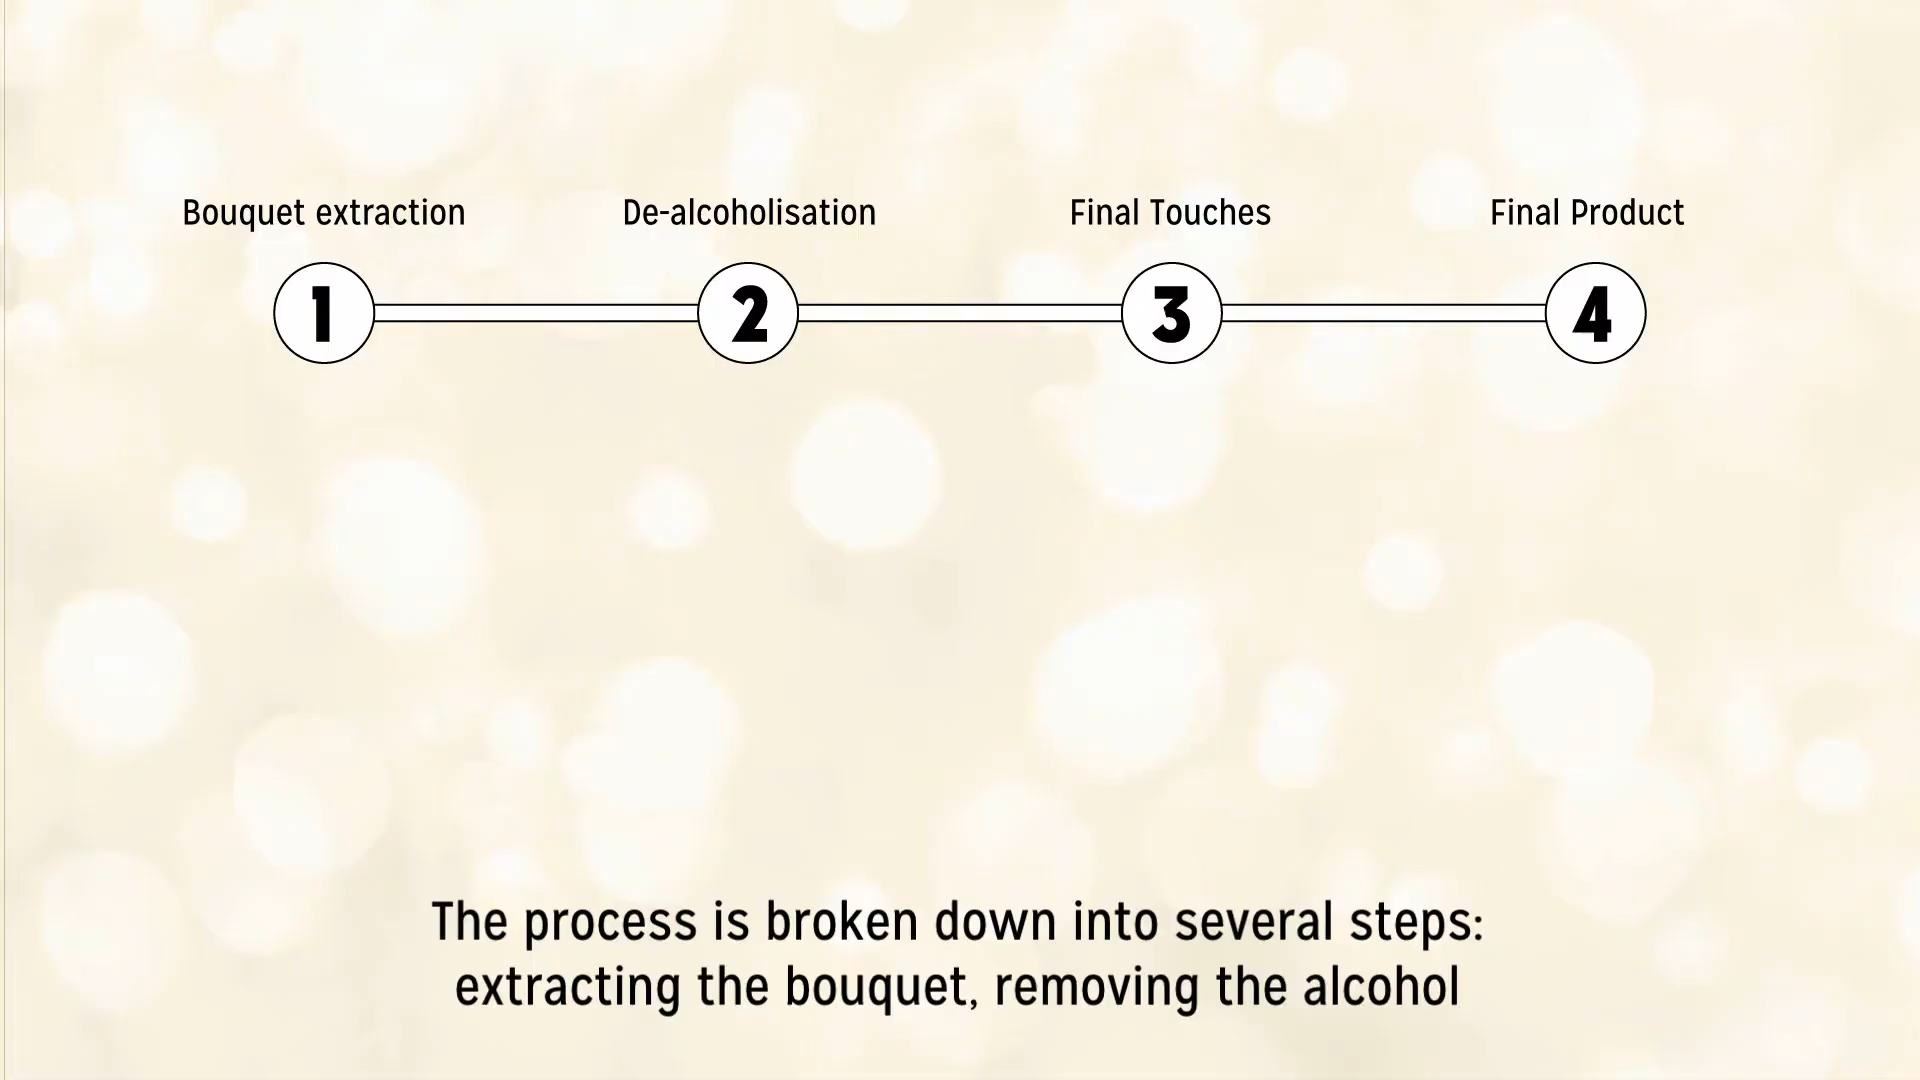 Bouquet extraction
De-alcoholisation
Final Touches
Final Product
1
2
3
4
The process is broken down into several steps:
extracting the bouquet, removing the alcohol